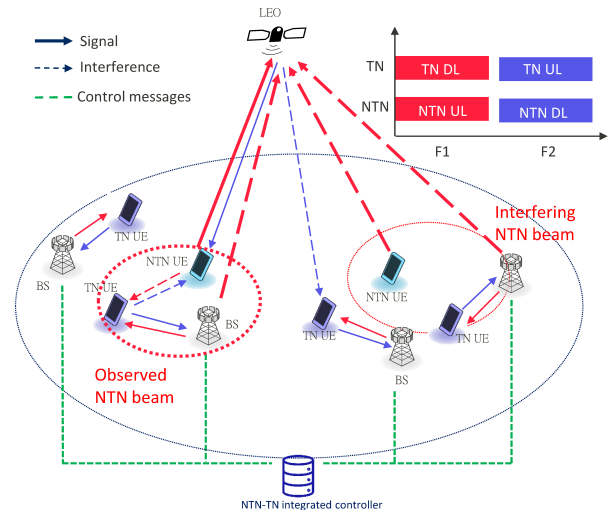 LEO
Signal
Interference
Control messages
TN
TN DL
TN UL
NTN
NTN UL
NTN DL
F1
F2
TN UE
BS
NTN UE
TN UE
BS
Observed
NTN beam
TN UE
BS
NTN UE
Interfering
NTN beam
BS
TN UE
NTN-TN integrated controller